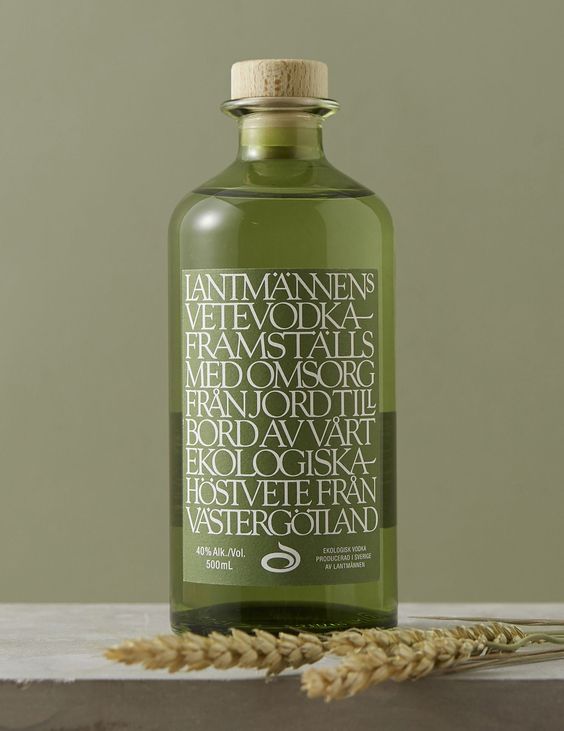 LANTMÄNNENS
VETEVODKA
FRAMSTÄLLS
MED OMSORG
FRÅN JORD TILL
BORD AV VÅRT
EKOLOGISKA
HÖSTVETE FRÅN
VÄSTERGÖTLAND
40% Alk./Vol.
500mL
EKOLOGISK VODKA
PRODUCERAD I SVERIGE
AV LANTMÄNNEN